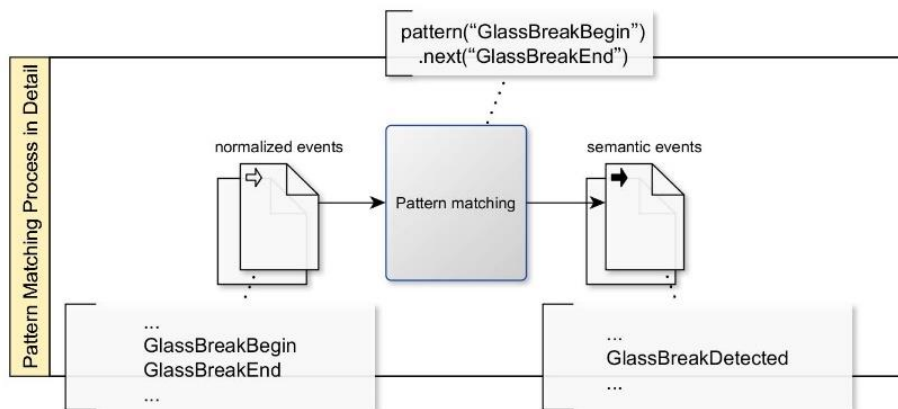 pattern(“GlassBreakBegin”)
.next(“GlassBreakEnd”)
Pattern Matching Process in Detail
normalized events
semantic events
Pattern matching
...
GlassBreakBegin
GlassBreakEnd
...
...
GlassBreakDetected
...